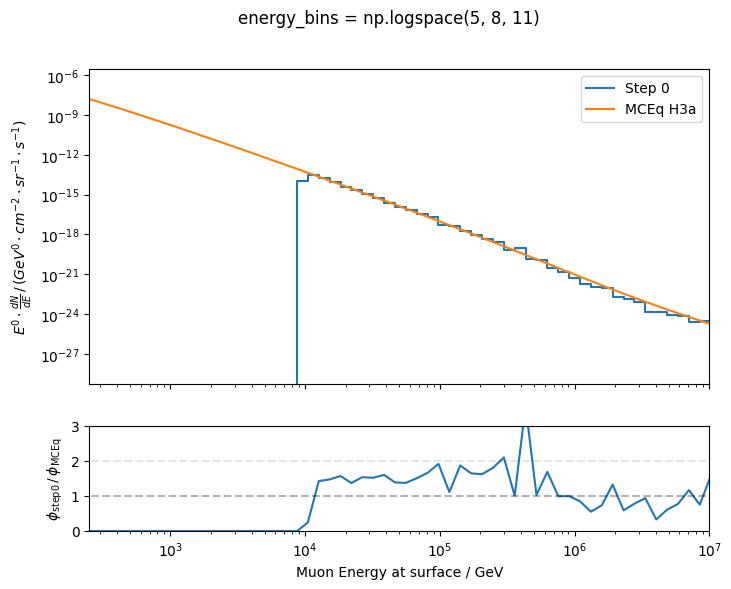 energy_bins = np.logspace(5, 8, 11)
10⁻⁶
10⁻⁹
10⁻¹²
10⁻¹⁵
10⁻¹⁸
10⁻²¹
10⁻²⁴
10⁻²⁷
E⁰ · dN/dE / (GeV⁰ · cm⁻² · sr⁻¹ · s⁻¹)
Step 0
MCEq H3a
3
2
1
0
ϕstep0 / ϕMCEq
10³
10⁴
10⁵
10⁶
10⁷
Muon Energy at surface / GeV